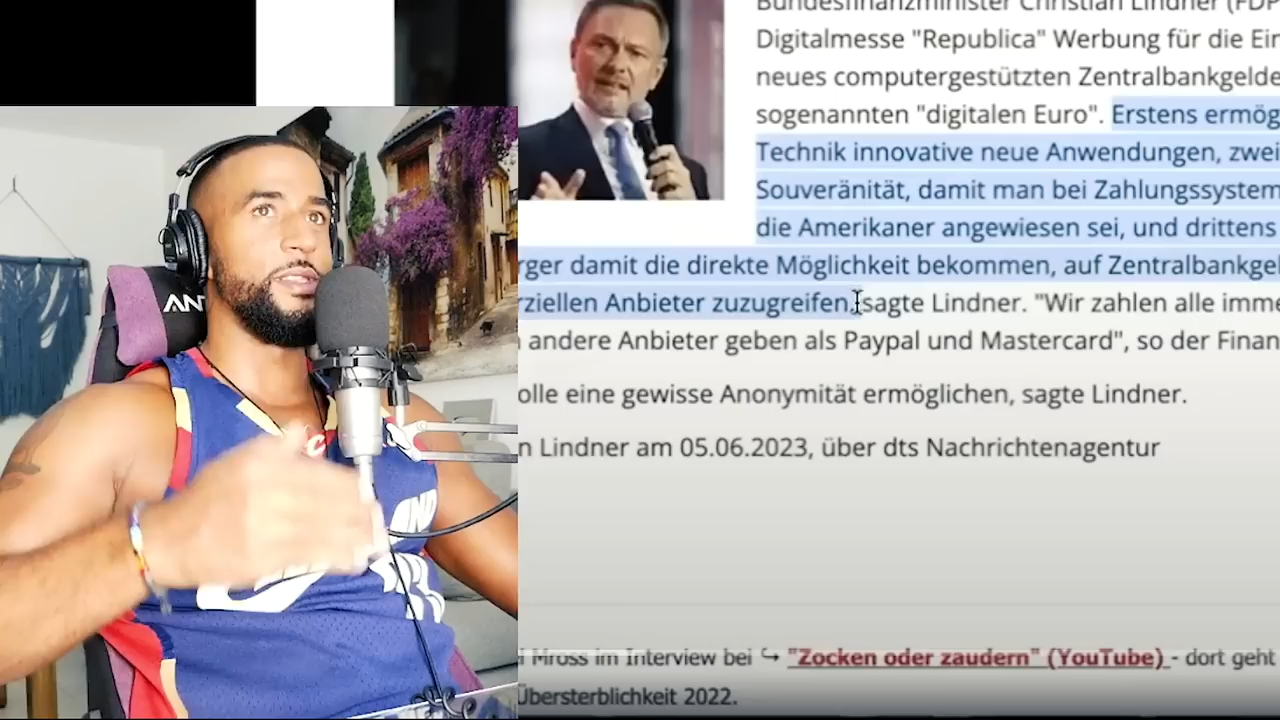 Bundesfinanzminister Christian Lindner (FDP
Digitalmesse "Republica" Werbung für die Ein
neues computergestützten Zentralbankgelde
sogenannten "digitalen Euro". Erstens ermög
Technik innovative neue Anwendungen, zwei
Souveränität, damit man bei Zahlungssystem
die Amerikaner angewiesen sei, und drittens
rger damit die direkte Möglichkeit bekommen, auf Zentralbankgel
rziellen Anbieter zuzugreifen, sagte Lindner. "Wir zahlen alle imme
andere Anbieter geben als Paypal und Mastercard", so der Finan
olle eine gewisse Anonymität ermöglichen, sagte Lindner.
n Lindner am 05.06.2023, über dts Nachrichtenagentur
Mross im Interview bei ↪ "Zocken oder zaudern" (YouTube) - dort geht
Übersterblichkeit 2022.
AN